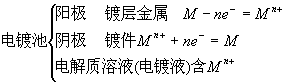 电镀池
阳极 镀层金属 M − ne⁻ = Mⁿ⁺
阴极 镀件 Mⁿ⁺ + ne⁻ = M
电解质溶液(电镀液)含Mⁿ⁺